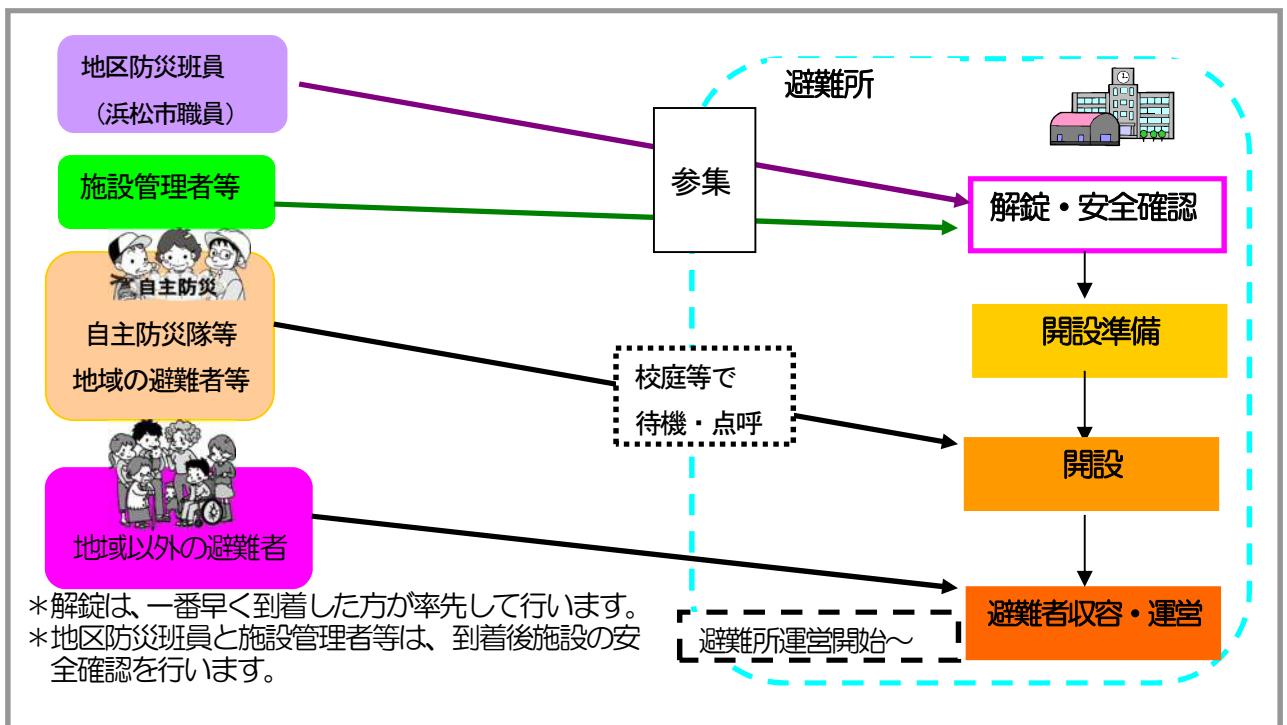 地区防災班員
（浜松市職員）
施設管理者等
自主防災
自主防災隊等
地域の避難者等
地域以外の避難者
＊解錠は、一番早く到着した方が率先して行います。
＊地区防災班員と施設管理者等は、到着後施設の安
全確認を行います。
参集
校庭等で
待機・点呼
避難所運営開始～
避難所
解錠・安全確認
開設準備
開設
避難者収容・運営